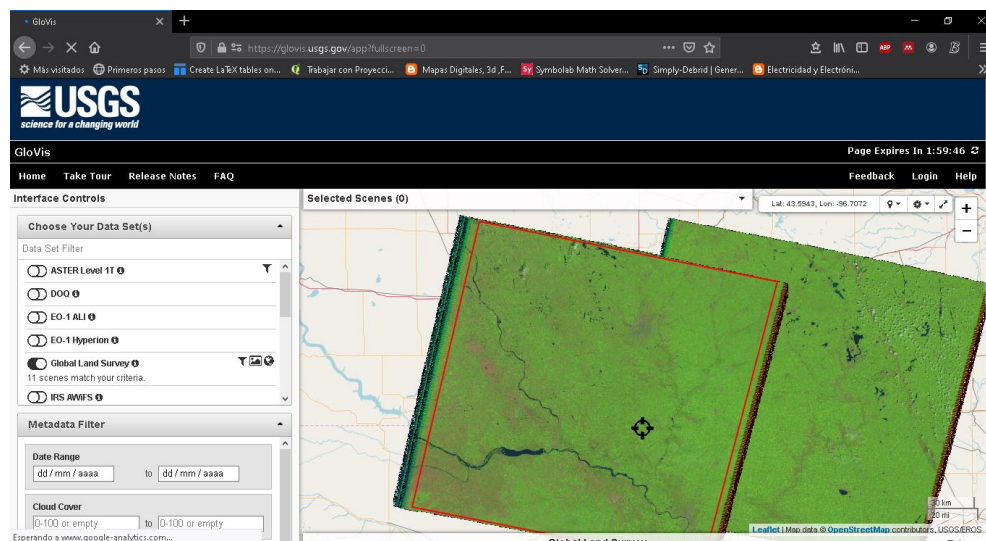 GloVis
https://glovis.usgs.gov/app?fullscreen=0
Más visitados Primeros pasos Create LaTeX tables on... Trabajar con Proyecci... Mapas Digitales, 3d ,F... Symbolab Math Solver... Simply-Debrid | Gener... Electricidad y Electróni...
USGS
science for a changing world
GloVis Page Expires In 1:59:46
Home Take Tour Release Notes FAQ Feedback Login Help
Interface Controls
Selected Scenes (0)
Lat: 43.5943, Lon: -96.7072
Choose Your Data Set(s)
Data Set Filter
ASTER Level 1T
DOQ
EO-1 ALI
EO-1 Hyperion
Global Land Survey
11 scenes match your criteria.
IRS AWiFS
Metadata Filter
Date Range
dd / mm / aaaa to dd / mm / aaaa
Cloud Cover
0-100 or empty to 0-100 or empty
30 km
20 mi
Leaflet | Map data © OpenStreetMap contributors, USGS/EROS
Esperando a www.google-analytics.com...
Global Land Survey